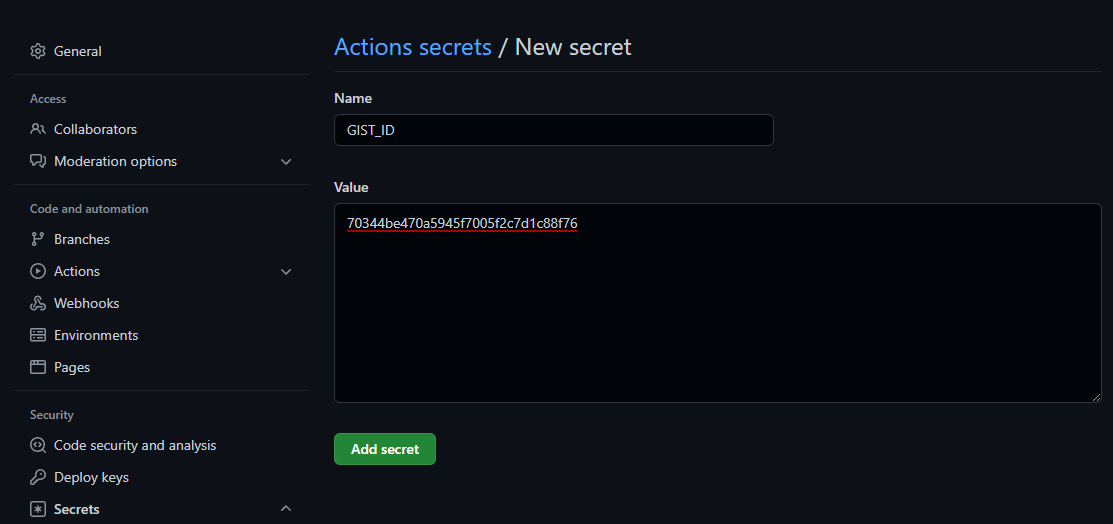 General
Access
Collaborators
Moderation options
Code and automation
Branches
Actions
Webhooks
Environments
Pages
Security
Code security and analysis
Deploy keys
Secrets
Actions secrets / New secret
Name
GIST_ID
Value
70344be470a5945f7005f2c7d1c88f76
Add secret